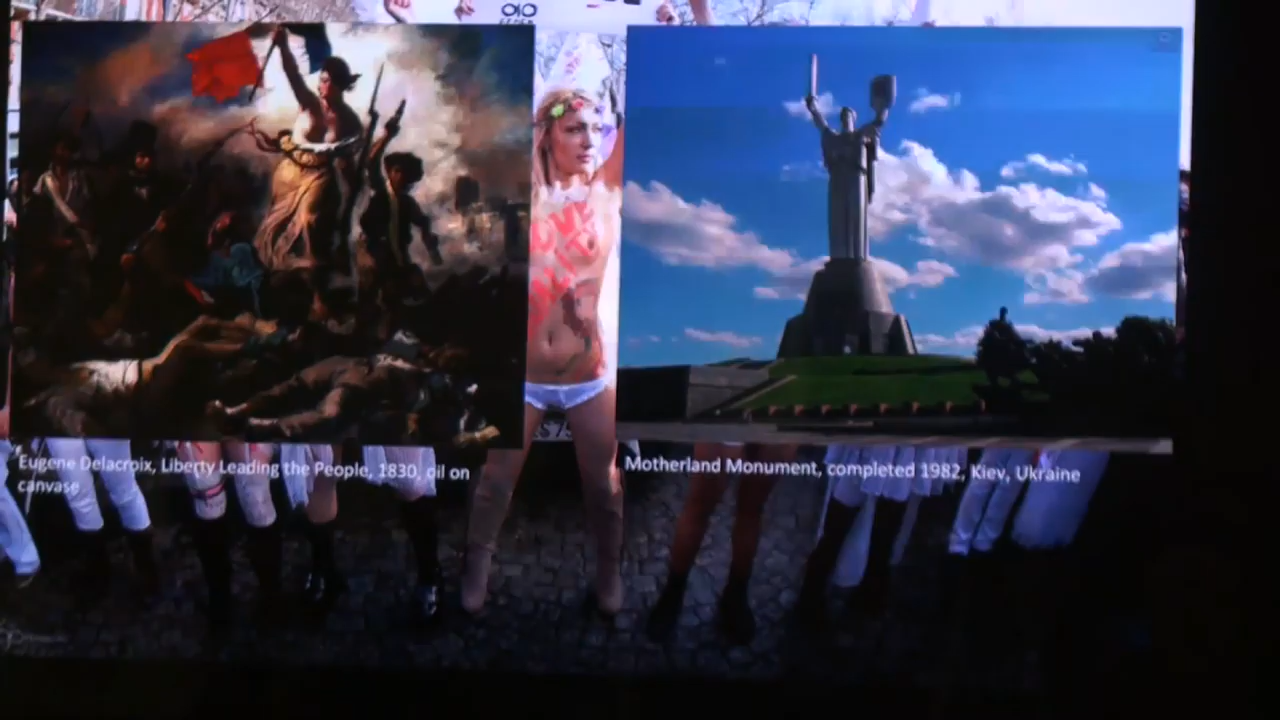 Eugene Delacroix, Liberty Leading the People, 1830, oil on
canvase
Motherland Monument, completed 1982, Kiev, Ukraine